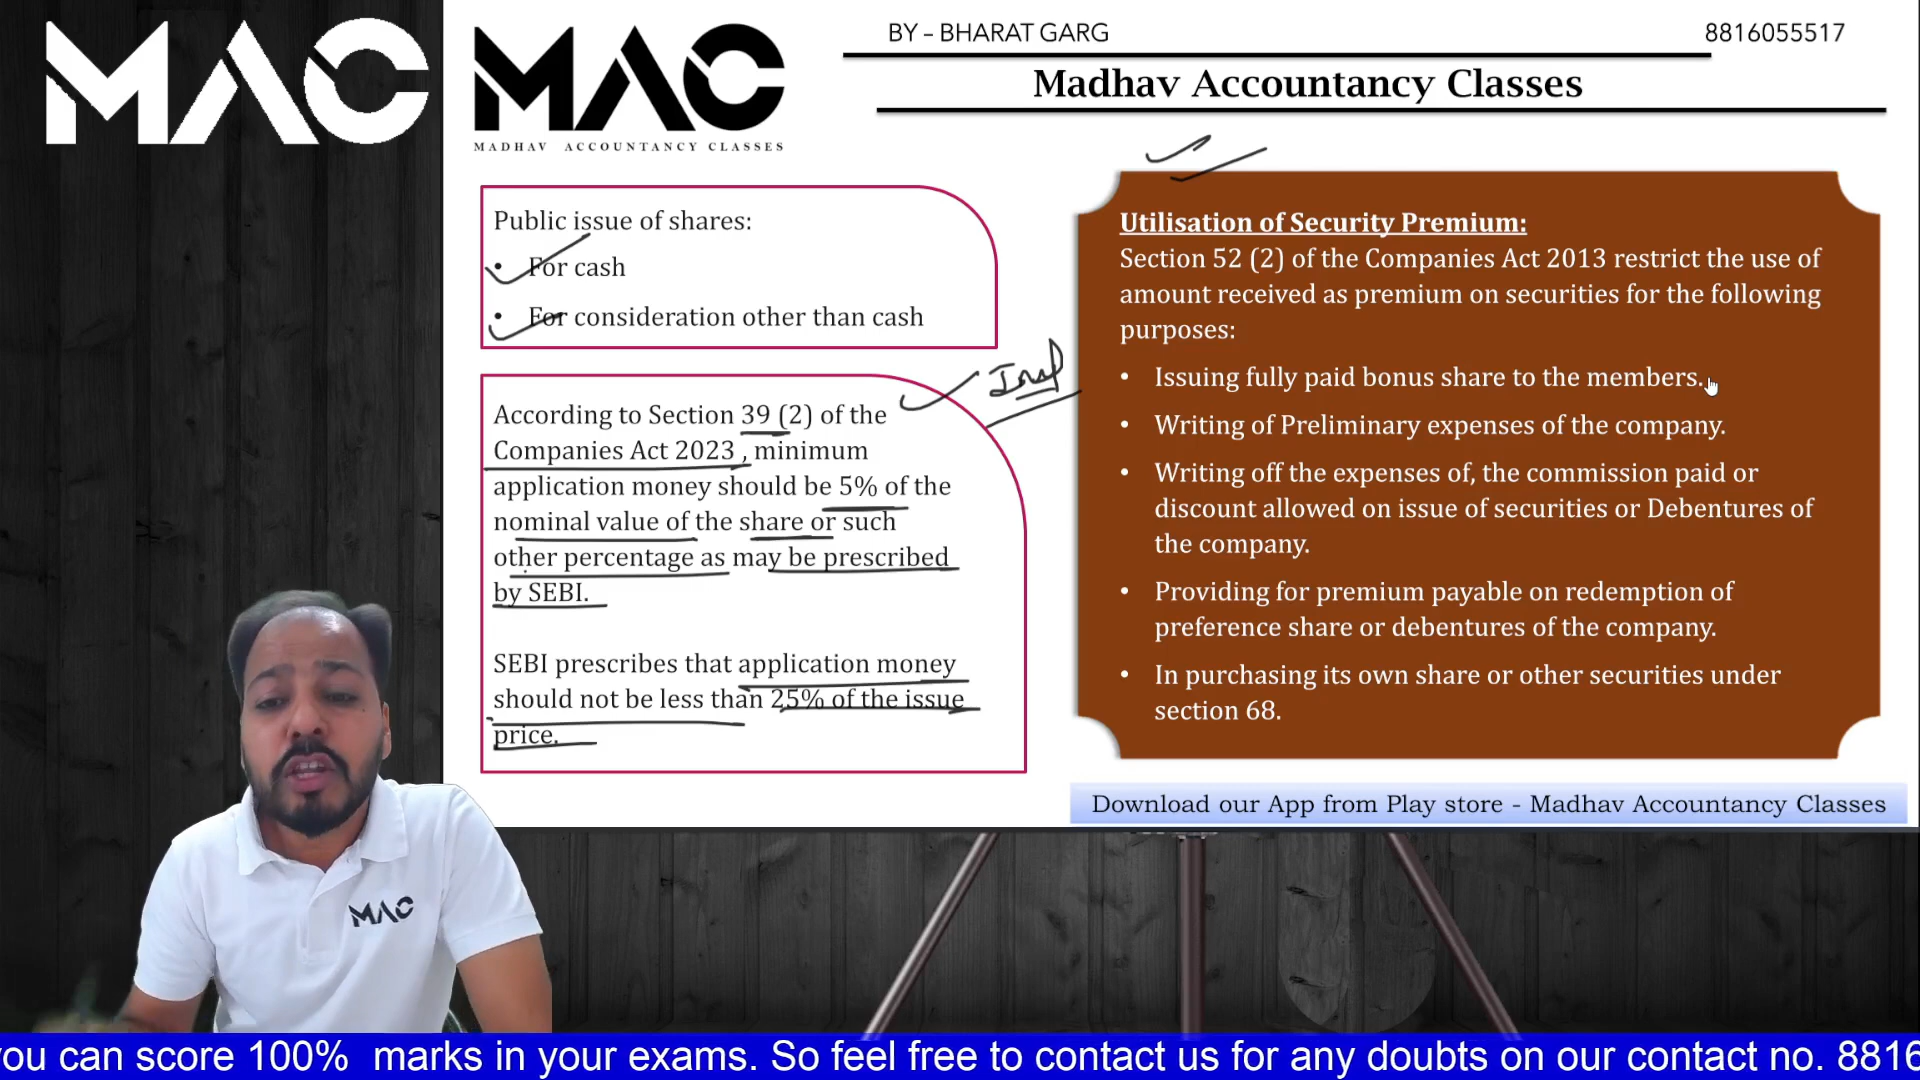 MAC
MAC
MADHAV ACCOUNTANCY CLASSES
BY – BHARAT GARG
8816055517
Madhav Accountancy Classes
Public issue of shares:
• For cash
• For consideration other than cash
According to Section 39 (2) of the
Companies Act 2023 , minimum
application money should be 5% of the
nominal value of the share or such
other percentage as may be prescribed
by SEBI.
SEBI prescribes that application money
should not be less than 25% of the issue
price.
Imp
Utilisation of Security Premium:
Section 52 (2) of the Companies Act 2013 restrict the use of
amount received as premium on securities for the following
purposes:
• Issuing fully paid bonus share to the members.
• Writing of Preliminary expenses of the company.
• Writing off the expenses of, the commission paid or
discount allowed on issue of securities or Debentures of
the company.
• Providing for premium payable on redemption of
preference share or debentures of the company.
• In purchasing its own share or other securities under
section 68.
Download our App from Play store - Madhav Accountancy Classes
MAC
you can score 100% marks in your exams. So feel free to contact us for any doubts on our contact no. 8816